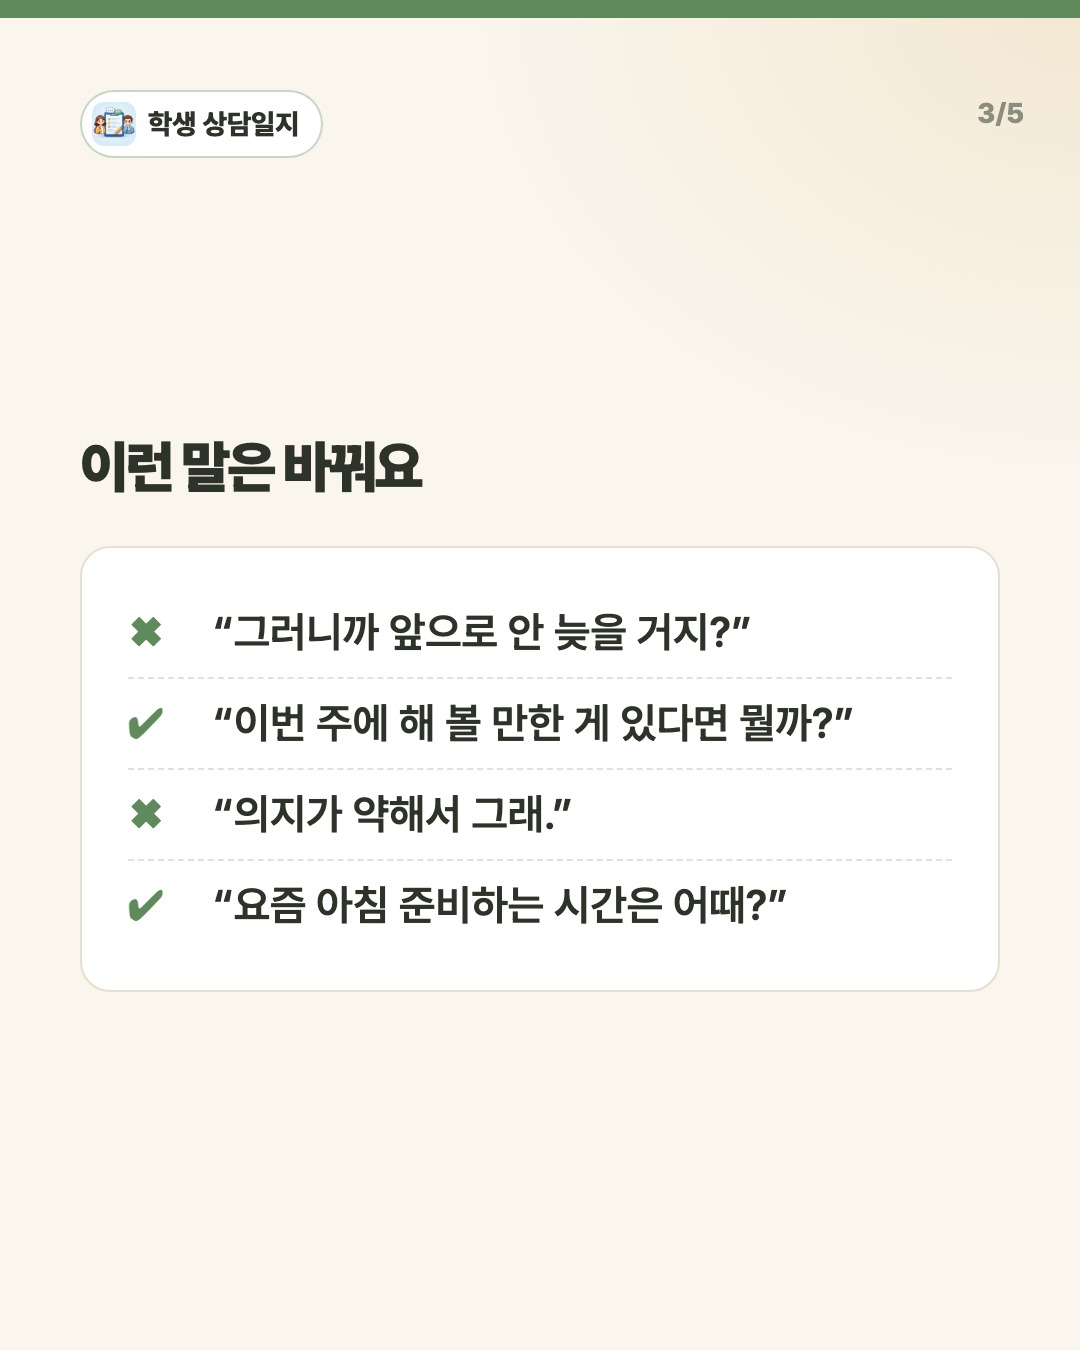 학생 상담일지
3/5
이런 말은 바꿔요
✖ “그러니까 앞으로 안 늦을 거지?”
✔ “이번 주에 해 볼 만한 게 있다면 뭘까?”
✖ “의지가 약해서 그래.”
✔ “요즘 아침 준비하는 시간은 어때?”